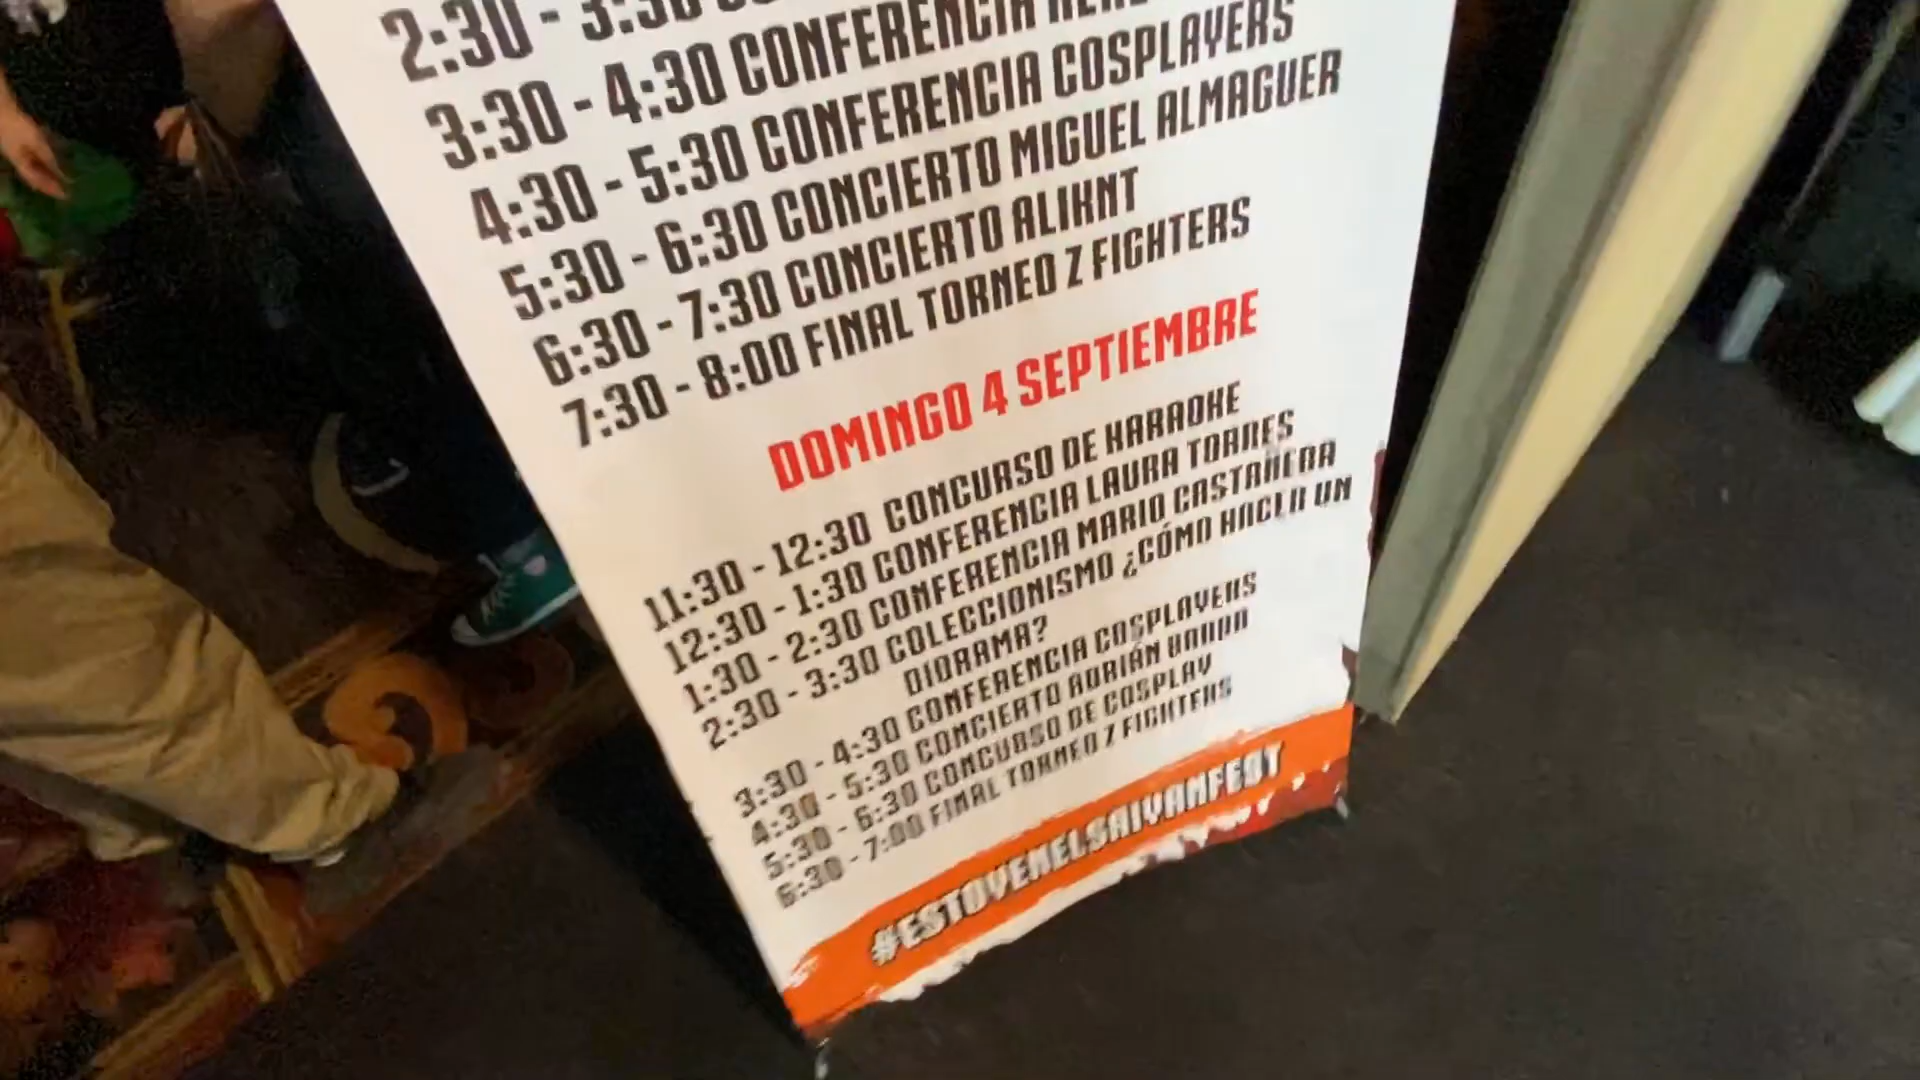 2:30 - 3:30
3:30 - 4:30 CONFERENCIA
4:30 - 5:30 CONFERENCIA COSPLAYERS
5:30 - 6:30 CONCIERTO MIGUEL ALMAGUER
6:30 - 7:30 CONCIERTO ALIKNT
7:30 - 8:00 FINAL TORNEO Z FIGHTERS
DOMINGO 4 SEPTIEMBRE
11:30 - 12:30 CONCURSO DE KARAOKE
12:30 - 1:30 CONFERENCIA LAURA TORRES
1:30 - 2:30 CONFERENCIA MARIO CASTAÑEDA
2:30 - 3:30 COLECCIONISMO ¿CÓMO HACER UN
DIORAMA?
3:30 - 4:30 CONFERENCIA COSPLAYERS
4:30 - 5:30 CONCIERTO ADRIÁN BARBA
5:30 - 6:30 CONCURSO DE COSPLAY
6:30 - 7:00 FINAL TORNEO Z FIGHTERS
#ESTOYENELSAIYANFEST